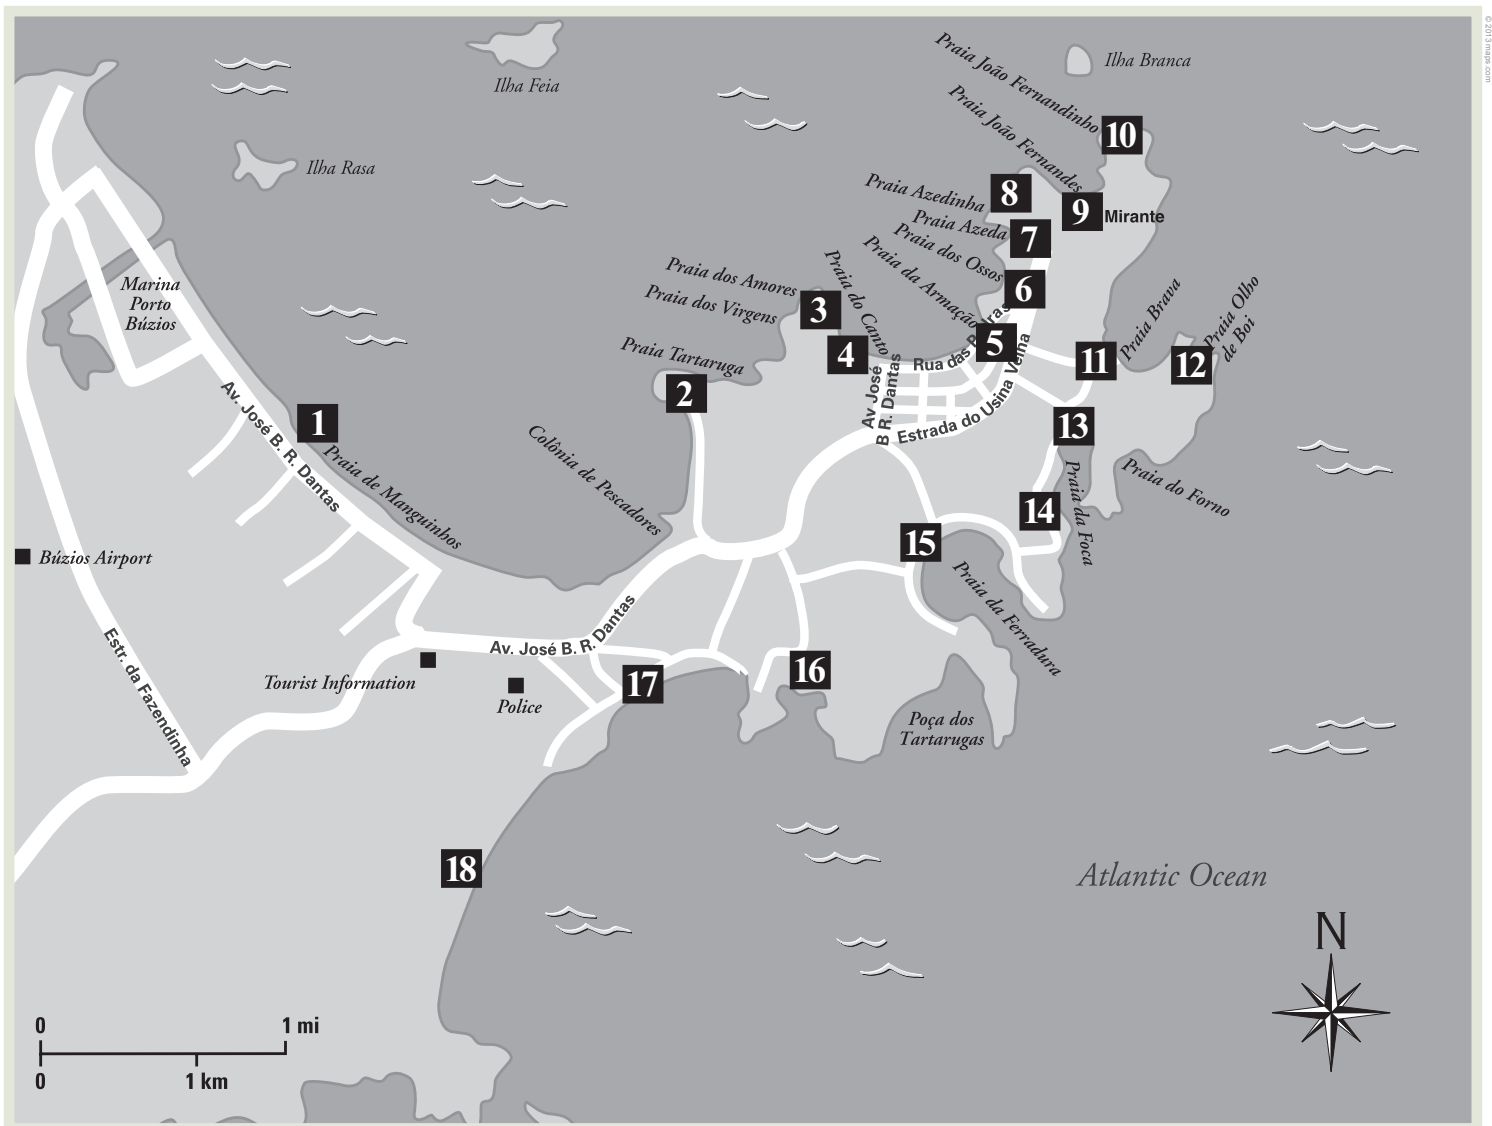 © 2013 maps.com
Ilha Feia
Ilha Branca
Ilha Rasa
Praia João Fernandinho
10
Praia João Fernandes
9
Mirante
Praia Azedinha
8
Praia Azeda
7
Praia dos Ossos
6
Praia da Armação
5
Praia dos Amores
Praia dos Virgens
3
Praia do Canto
4
Praia Tartaruga
2
Marina
Porto
Búzios
Rua das
Av José
B R. Dantas
Estrada do Usina Velha
11
Praia Brava
12
Praia Olho
de Boi
13
Praia do Forno
Praia da Foca
14
15
Praia da Ferradura
1
Praia de Manguinhos
Av. José B. R. Dantas
Colônia de Pescadores
Búzios Airport
Estr. da Fazendinha
Av. José B. R. Dantas
Tourist Information
Police
17
16
Poça dos
Tartarugas
18
Atlantic Ocean
N
0
1 mi
0
1 km